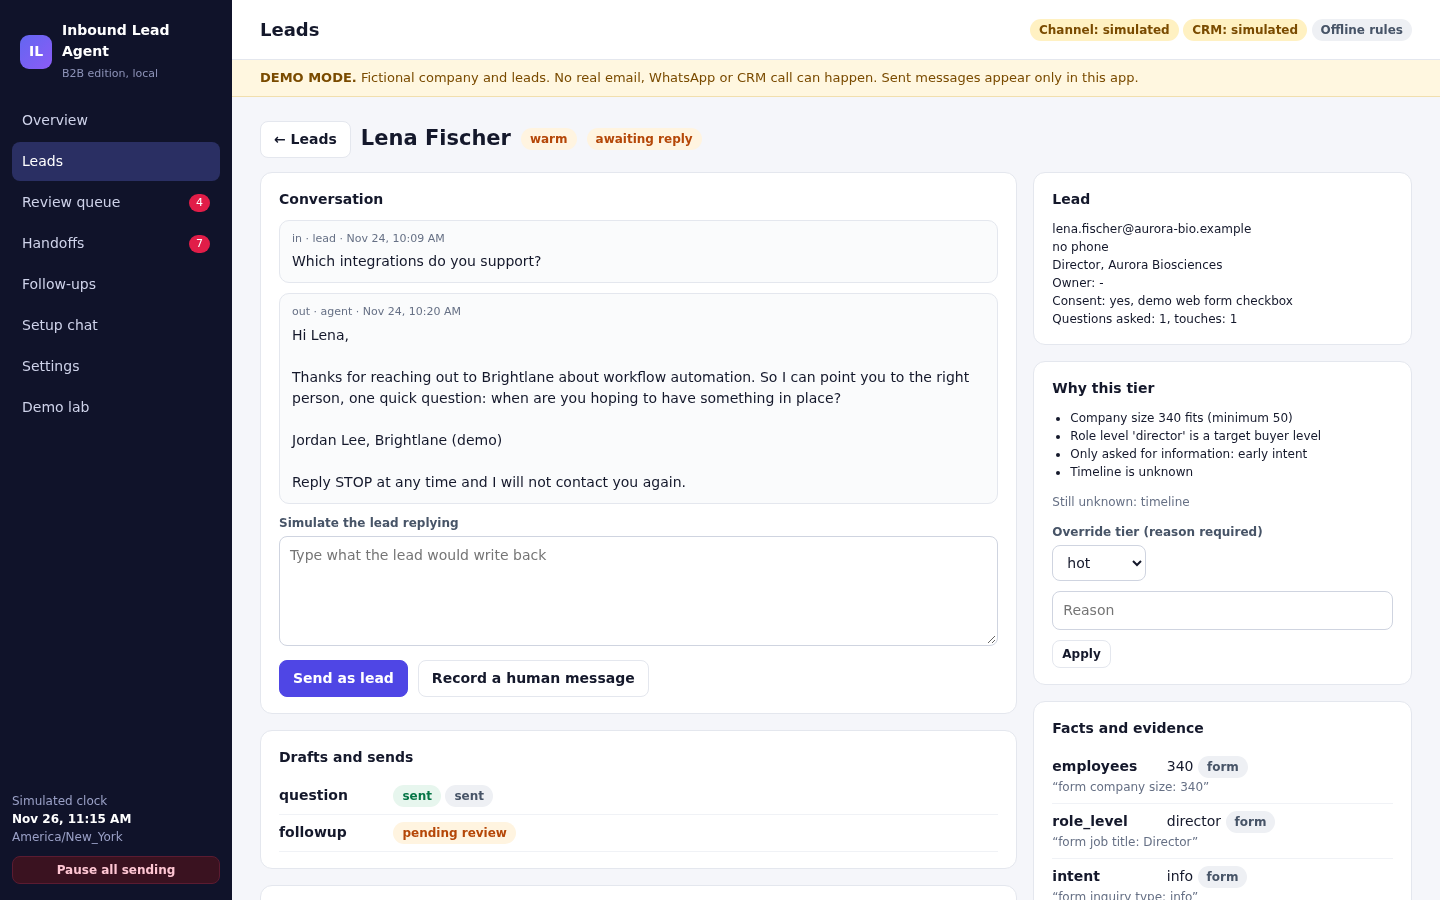 IL
Inbound Lead
Agent
B2B edition, local
Overview
Leads
Review queue 4
Handoffs 7
Follow-ups
Setup chat
Settings
Demo lab
Simulated clock
Nov 26, 11:15 AM
America/New_York
Pause all sending
Leads
Channel: simulated CRM: simulated Offline rules
DEMO MODE. Fictional company and leads. No real email, WhatsApp or CRM call can happen. Sent messages appear only in this app.
← Leads Lena Fischer warm awaiting reply
Conversation
in · lead · Nov 24, 10:09 AM
Which integrations do you support?
out · agent · Nov 24, 10:20 AM
Hi Lena,
Thanks for reaching out to Brightlane about workflow automation. So I can point you to the right
person, one quick question: when are you hoping to have something in place?
Jordan Lee, Brightlane (demo)
Reply STOP at any time and I will not contact you again.
Simulate the lead replying
Type what the lead would write back
Send as lead Record a human message
Drafts and sends
question sent sent
followup pending review
Lead
lena.fischer@aurora-bio.example
no phone
Director, Aurora Biosciences
Owner: -
Consent: yes, demo web form checkbox
Questions asked: 1, touches: 1
Why this tier
• Company size 340 fits (minimum 50)
• Role level 'director' is a target buyer level
• Only asked for information: early intent
• Timeline is unknown
Still unknown: timeline
Override tier (reason required)
hot
Reason
Apply
Facts and evidence
employees 340 form
“form company size: 340”
role_level director form
“form job title: Director”
intent info form
“form inquiry type: info”